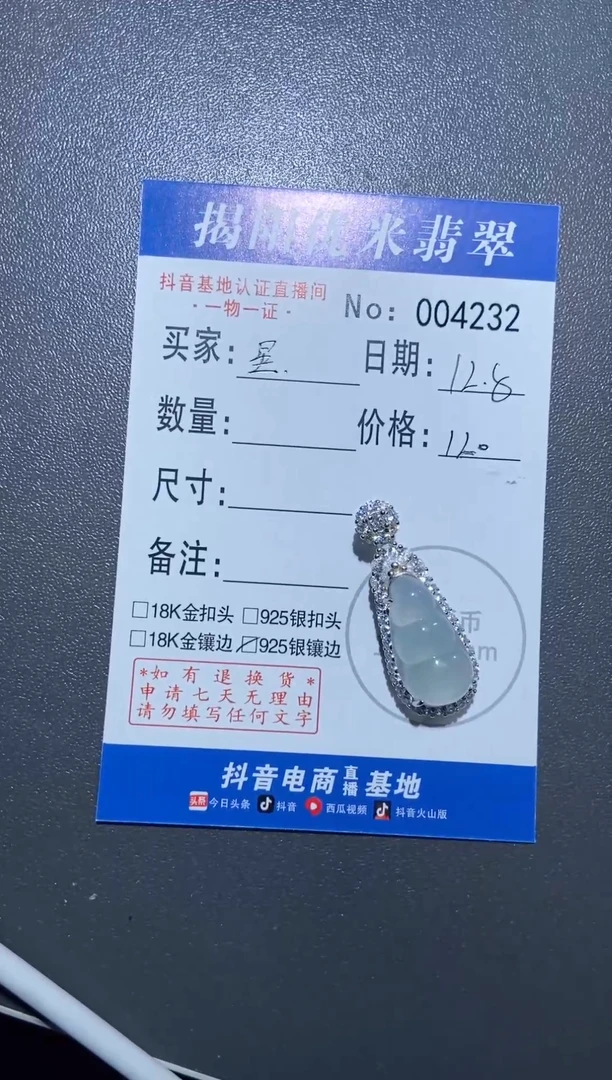 揭阳优米翡翠
抖音基地认证直播间
·一物一证·
No: 004232
买家: 星. 日期: 12.8
数量: 价格: 120
尺寸:
备注:
□18K金扣头 □925银扣头
□18K金镶边 ☑925银镶边
*如有退换货*
申请七天无理由
请勿填写任何文字
抖音电商直播基地
头条 今日头条 抖音 西瓜视频 抖音火山版